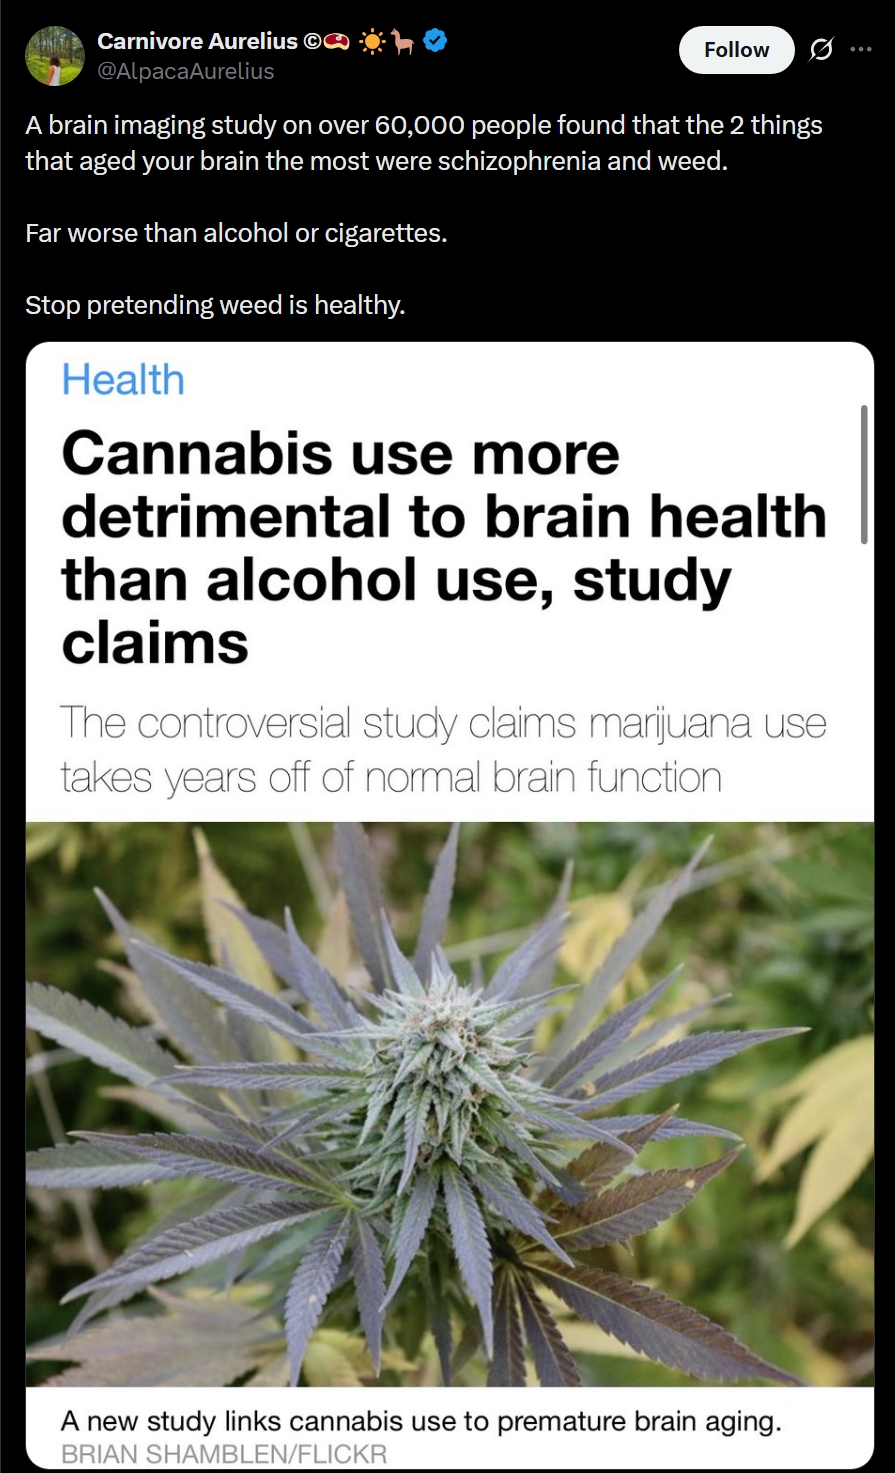 Carnivore Aurelius ©🥩 ☀️🦙
@AlpacaAurelius
Follow
A brain imaging study on over 60,000 people found that the 2 things
that aged your brain the most were schizophrenia and weed.
Far worse than alcohol or cigarettes.
Stop pretending weed is healthy.
Health
Cannabis use more
detrimental to brain health
than alcohol use, study
claims
The controversial study claims marijuana use
takes years off of normal brain function
A new study links cannabis use to premature brain aging.
BRIAN SHAMBLEN/FLICKR